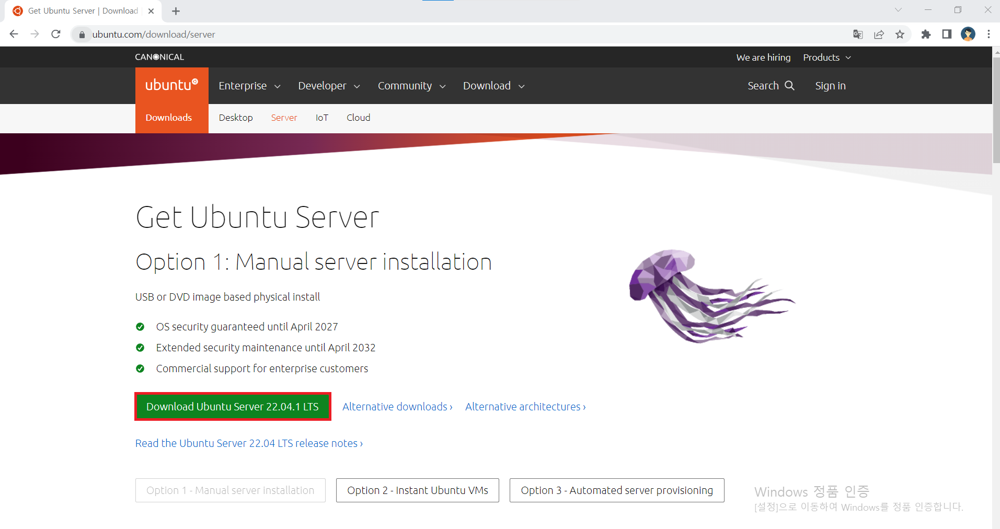 Get Ubuntu Server | Download
ubuntu.com/download/server
CANONICAL
We are hiring Products
ubuntu Enterprise Developer Community Download Search Sign in
Downloads Desktop Server IoT Cloud
Get Ubuntu Server
Option 1: Manual server installation
USB or DVD image based physical install
OS security guaranteed until April 2027
Extended security maintenance until April 2032
Commercial support for enterprise customers
Download Ubuntu Server 22.04.1 LTS Alternative downloads › Alternative architectures ›
Read the Ubuntu Server 22.04 LTS release notes ›
Option 1 - Manual server installation Option 2 - Instant Ubuntu VMs Option 3 - Automated server provisioning
Windows 정품 인증
[설정]으로 이동하여 Windows를 정품 인증합니다.